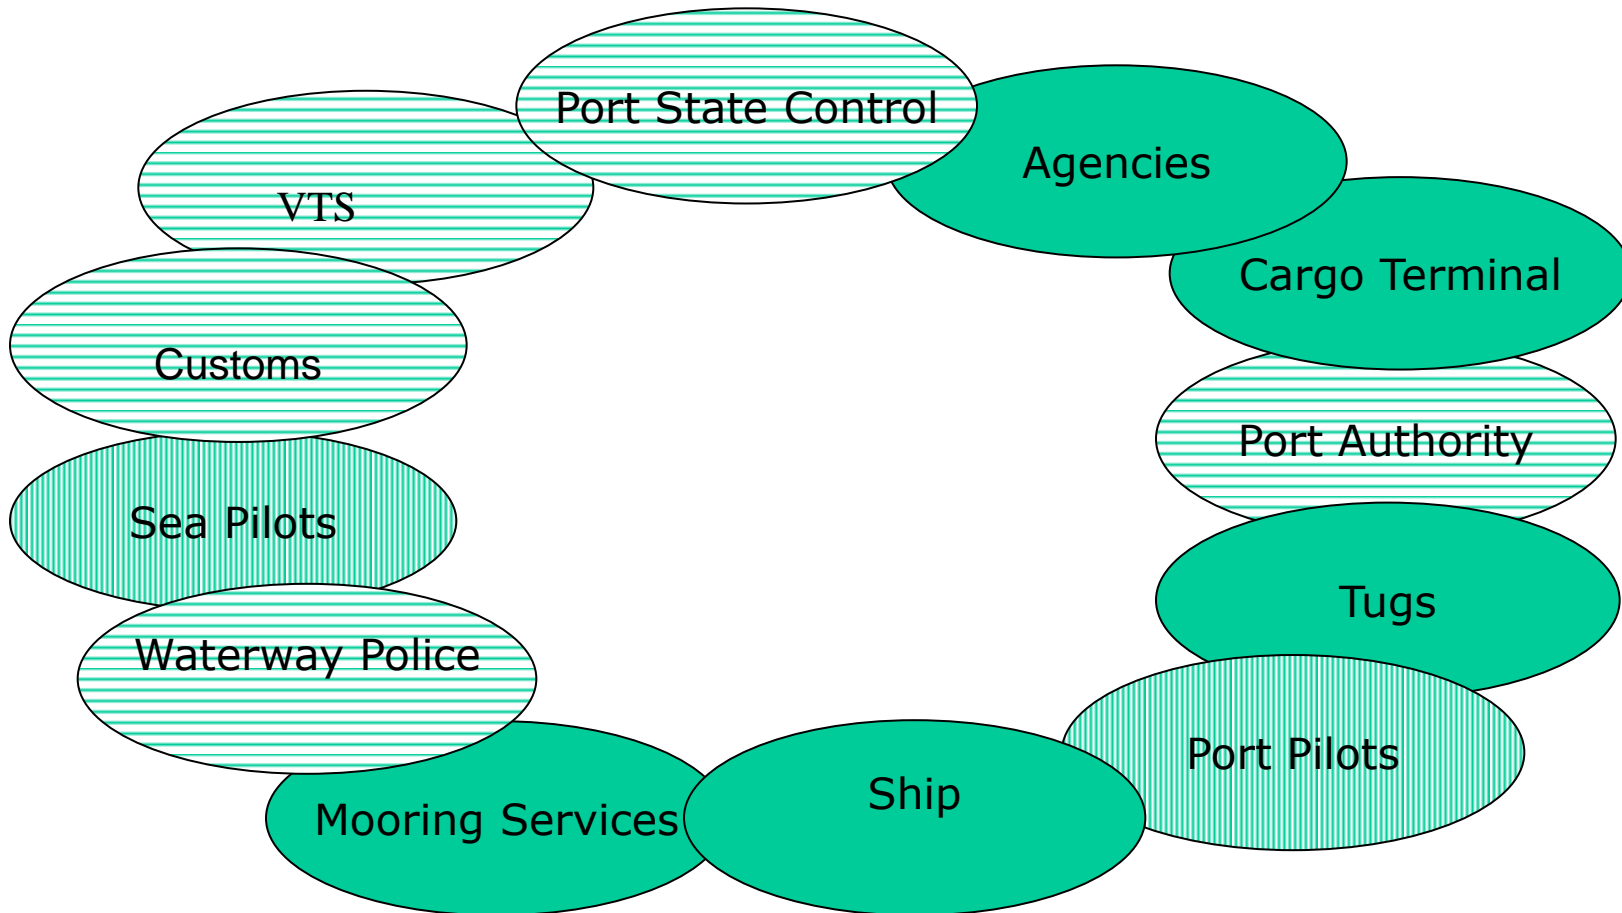 Port State Control
Agencies
VTS
Cargo Terminal
Customs
Port Authority
Sea Pilots
Tugs
Waterway Police
Port Pilots
Ship
Mooring Services